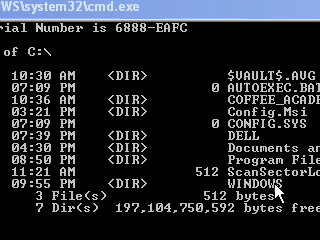 WS\system32\cmd.exe
rial Number is 6888-EAFC
of C:\
10:30 AM <DIR> $VAULT$.AVG
07:09 PM 0 AUTOEXEC.BAT
10:36 AM <DIR> COFFEE_ACADE
03:21 PM <DIR> Config.Msi
07:09 PM 0 CONFIG.SYS
07:39 PM <DIR> DELL
04:30 PM <DIR> Documents an
08:50 PM <DIR> Program File
11:21 AM 512 ScanSectorLo
09:55 PM <DIR> WINDOWS
3 File(s) 512 bytes
7 Dir(s) 197,104,750,592 bytes free